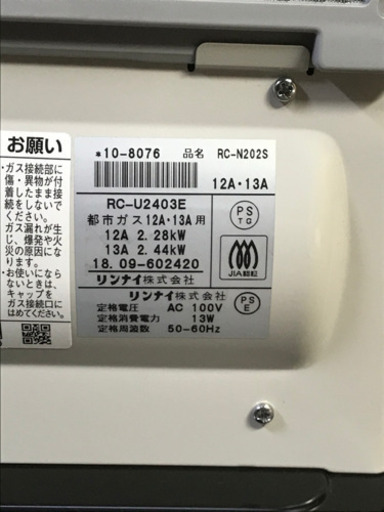 お願い
・ガス接続部に
傷・異物が付
着したまま接
続をしないで
ください。
ガス漏れが生
じ、爆発や火
災の原因に。
・お使いにならな
いときは、
キャップを
ガス接続口に
はめてください。
*10-8076 品名 RC-N202S
12A・13A
RC-U2403E
都市ガス12A・13A用
12A 2.28kW
13A 2.44kW
18.09-602420
リンナイ株式会社
PS
TG
JIA認証
リンナイ株式会社
定格電圧 AC 100V
定格消費電力 13W
定格周波数 50-60Hz
PS
E